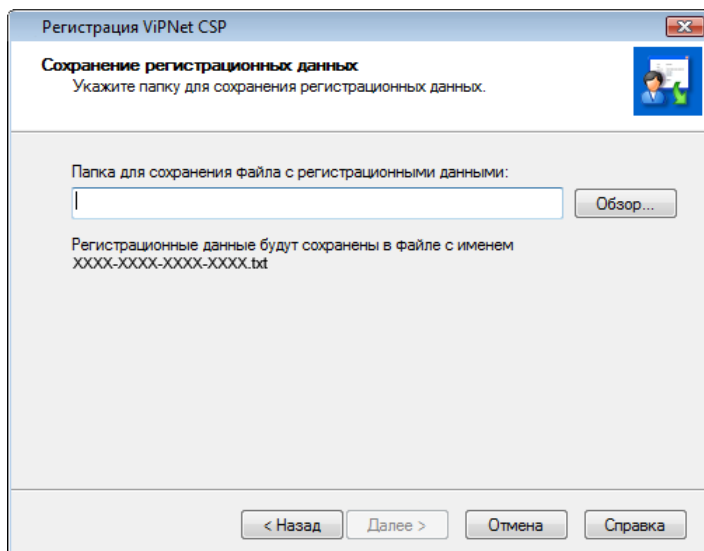 Регистрация ViPNet CSP
Сохранение регистрационных данных
Укажите папку для сохранения регистрационных данных.
Папка для сохранения файла с регистрационными данными:
Обзор...
Регистрационные данные будут сохранены в файле с именем
XXXX-XXXX-XXXX-XXXX.txt
< Назад Далее > Отмена Справка